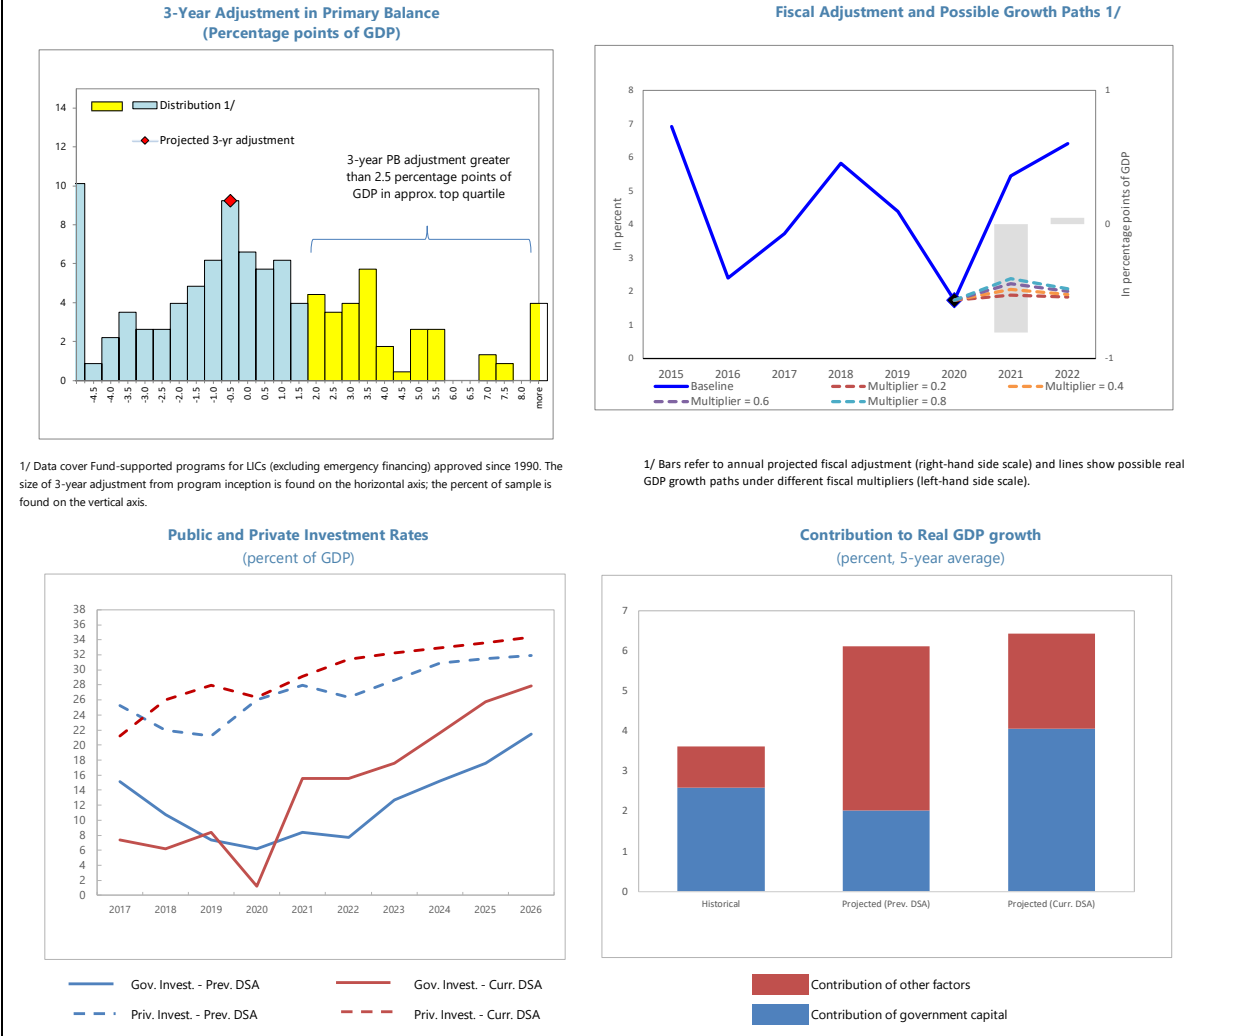 3-Year Adjustment in Primary Balance
(Percentage points of GDP)
14
12
10
8
6
4
2
0
Distribution 1/
Projected 3-yr adjustment
3-year PB adjustment greater
than 2.5 percentage points of
GDP in approx. top quartile
-4.5
-4.0
-3.5
-3.0
-2.5
-2.0
-1.5
-1.0
-0.5
0.0
0.5
1.0
1.5
2.0
2.5
3.0
3.5
4.0
4.5
5.0
5.5
6.0
6.5
7.0
7.5
8.0
more
1/ Data cover Fund-supported programs for LICs (excluding emergency financing) approved since 1990. The
size of 3-year adjustment from program inception is found on the horizontal axis; the percent of sample is
found on the vertical axis.
Fiscal Adjustment and Possible Growth Paths 1/
8
7
6
5
4
3
2
1
0
In percent
1
0
-1
In percentage points of GDP
2015 2016 2017 2018 2019 2020 2021 2022
Baseline Multiplier = 0.2 Multiplier = 0.4
Multiplier = 0.6 Multiplier = 0.8
1/ Bars refer to annual projected fiscal adjustment (right-hand side scale) and lines show possible real
GDP growth paths under different fiscal multipliers (left-hand side scale).
Public and Private Investment Rates
(percent of GDP)
38
36
34
32
30
28
26
24
22
20
18
16
14
12
10
8
6
4
2
0
2017 2018 2019 2020 2021 2022 2023 2024 2025 2026
Gov. Invest. - Prev. DSA Gov. Invest. - Curr. DSA
Priv. Invest. - Prev. DSA Priv. Invest. - Curr. DSA
Contribution to Real GDP growth
(percent, 5-year average)
7
6
5
4
3
2
1
0
Historical Projected (Prev. DSA) Projected (Curr. DSA)
Contribution of other factors
Contribution of government capital